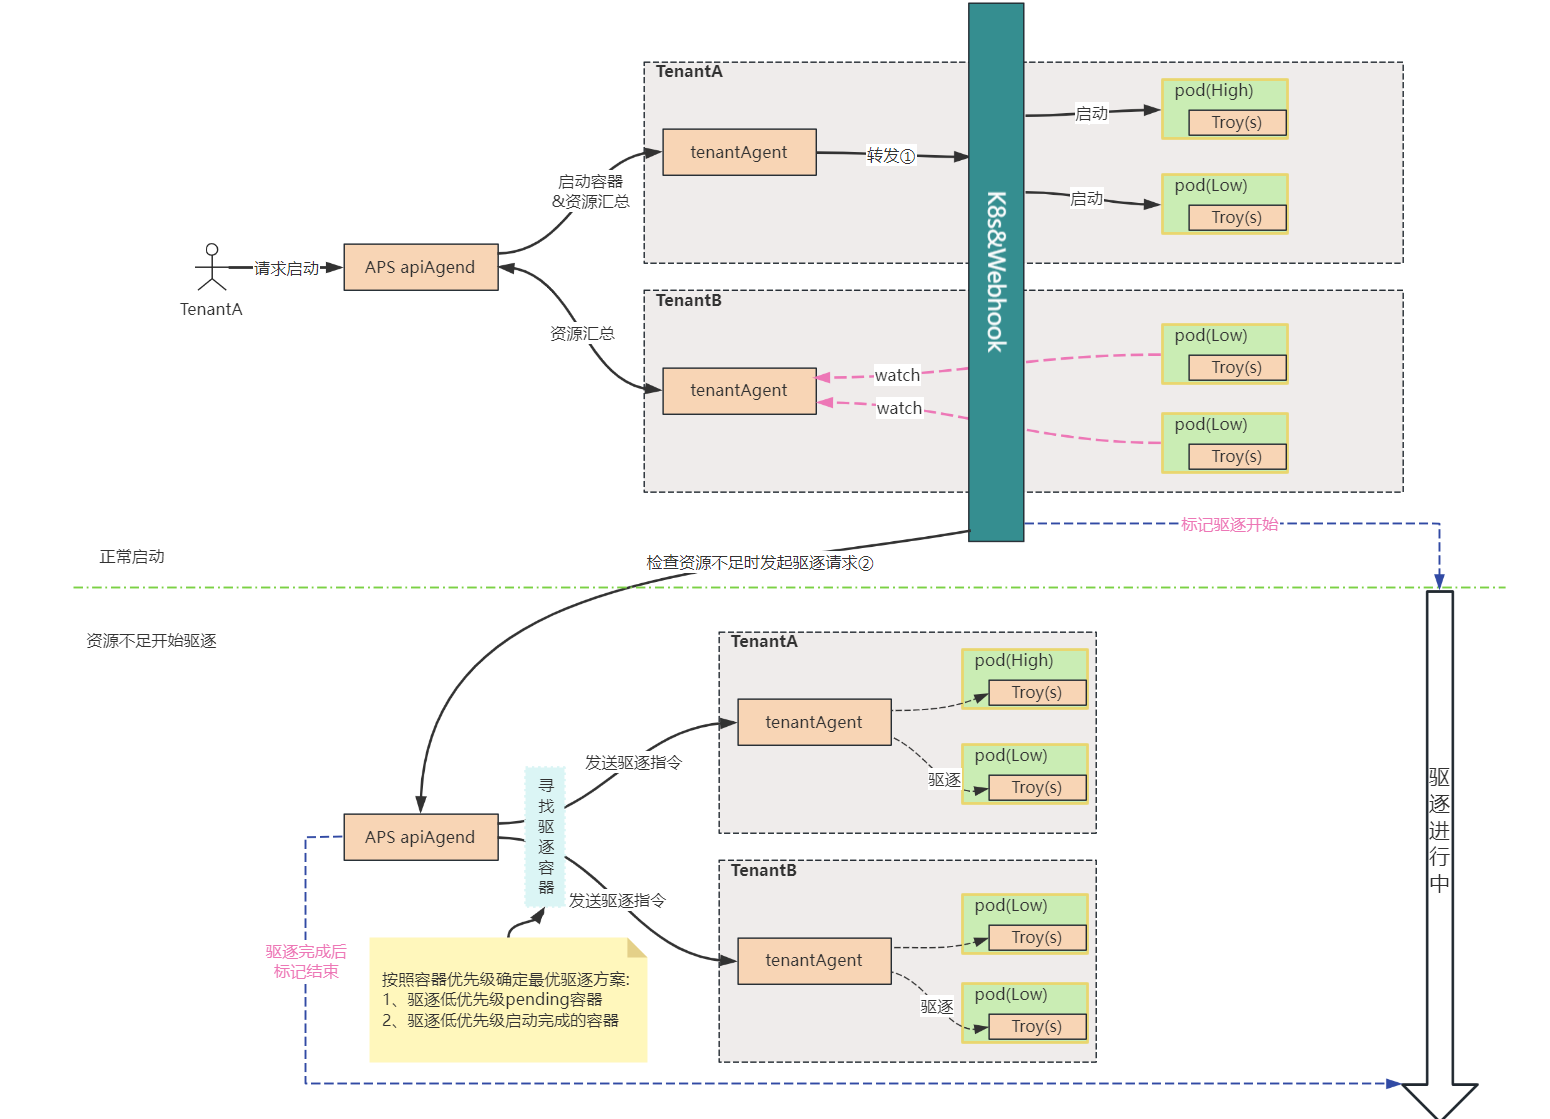 TenantA
pod(High)
Troy(s)
启动
tenantAgent
转发①
启动容器
&资源汇总
pod(Low)
Troy(s)
启动
K8s&Webhook
请求启动
APS apiAgend
TenantA
TenantB
资源汇总
pod(Low)
Troy(s)
watch
tenantAgent
watch
pod(Low)
Troy(s)
标记驱逐开始
正常启动
检查资源不足时发起驱逐请求②
资源不足开始驱逐
TenantA
pod(High)
Troy(s)
tenantAgent
发送驱逐指令
pod(Low)
驱逐
Troy(s)
寻找驱逐容器
驱逐进行中
APS apiAgend
TenantB
发送驱逐指令
pod(Low)
Troy(s)
tenantAgent
驱逐完成后
标记结束
pod(Low)
驱逐
Troy(s)
按照容器优先级确定最优驱逐方案:
1、驱逐低优先级pending容器
2、驱逐低优先级启动完成的容器